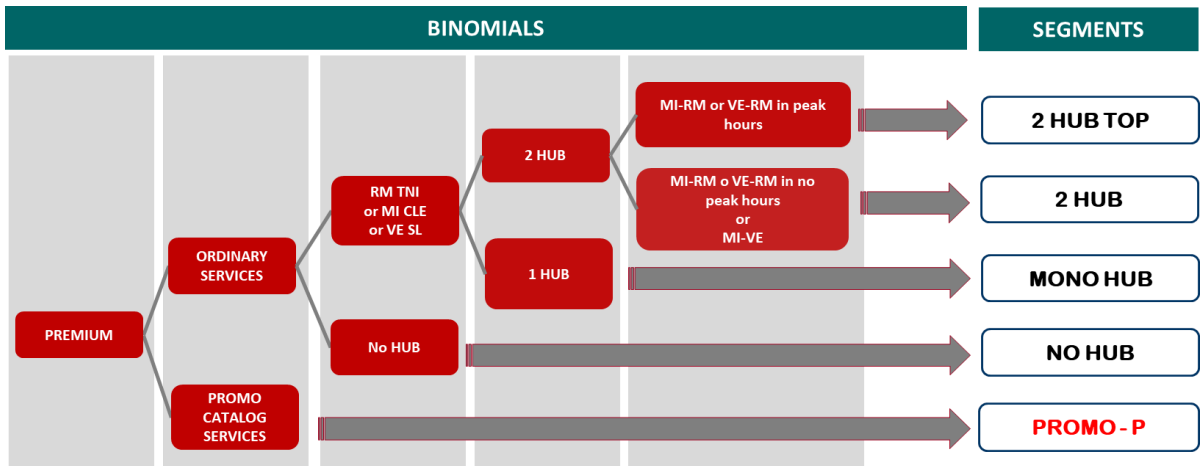 BINOMIALS
SEGMENTS
MI-RM or VE-RM in peak
hours
2 HUB TOP
2 HUB
RM TNI
or MI CLE
or VE SL
MI-RM o VE-RM in no
peak hours
or
MI-VE
2 HUB
ORDINARY
SERVICES
1 HUB
MONO HUB
PREMIUM
No HUB
NO HUB
PROMO
CATALOG
SERVICES
PROMO - P